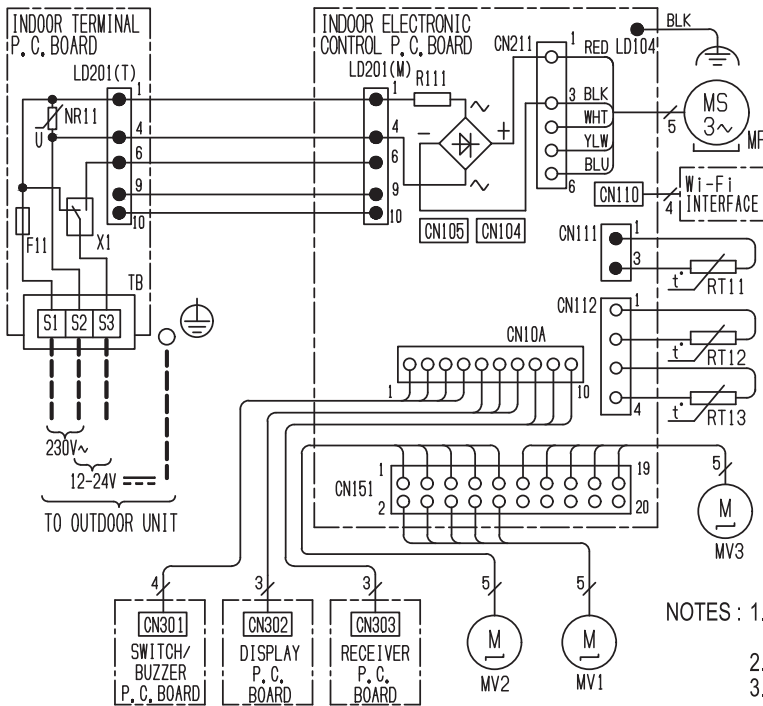 INDOOR TERMINAL
P.C.BOARD
LD201(T)
NR11
U
F11
X1
1
4
6
9
10
TB
S1
S2
S3
230V~
12-24V
TO OUTDOOR UNIT
INDOOR ELECTRONIC
CONTROL P.C.BOARD
LD201(M)
R111
1
4
6
9
10
~
−
+
~
CN211
1
3
6
RED
BLK
WHT
YLW
BLU
LD104
BLK
5
MS
3~
CN110
4
Wi-Fi
INTERFACE
CN105
CN104
CN111
1
3
t°
RT11
CN112
1
4
t°
RT12
t°
RT13
CN10A
1
10
CN151
1
2
19
20
5
M
MV3
4
CN301
SWITCH/
BUZZER
P.C.BOARD
3
CN302
DISPLAY
P.C.
BOARD
3
CN303
RECEIVER
P.C.
BOARD
5
M
MV2
5
M
MV1
NOTES : 1.
2.
3.